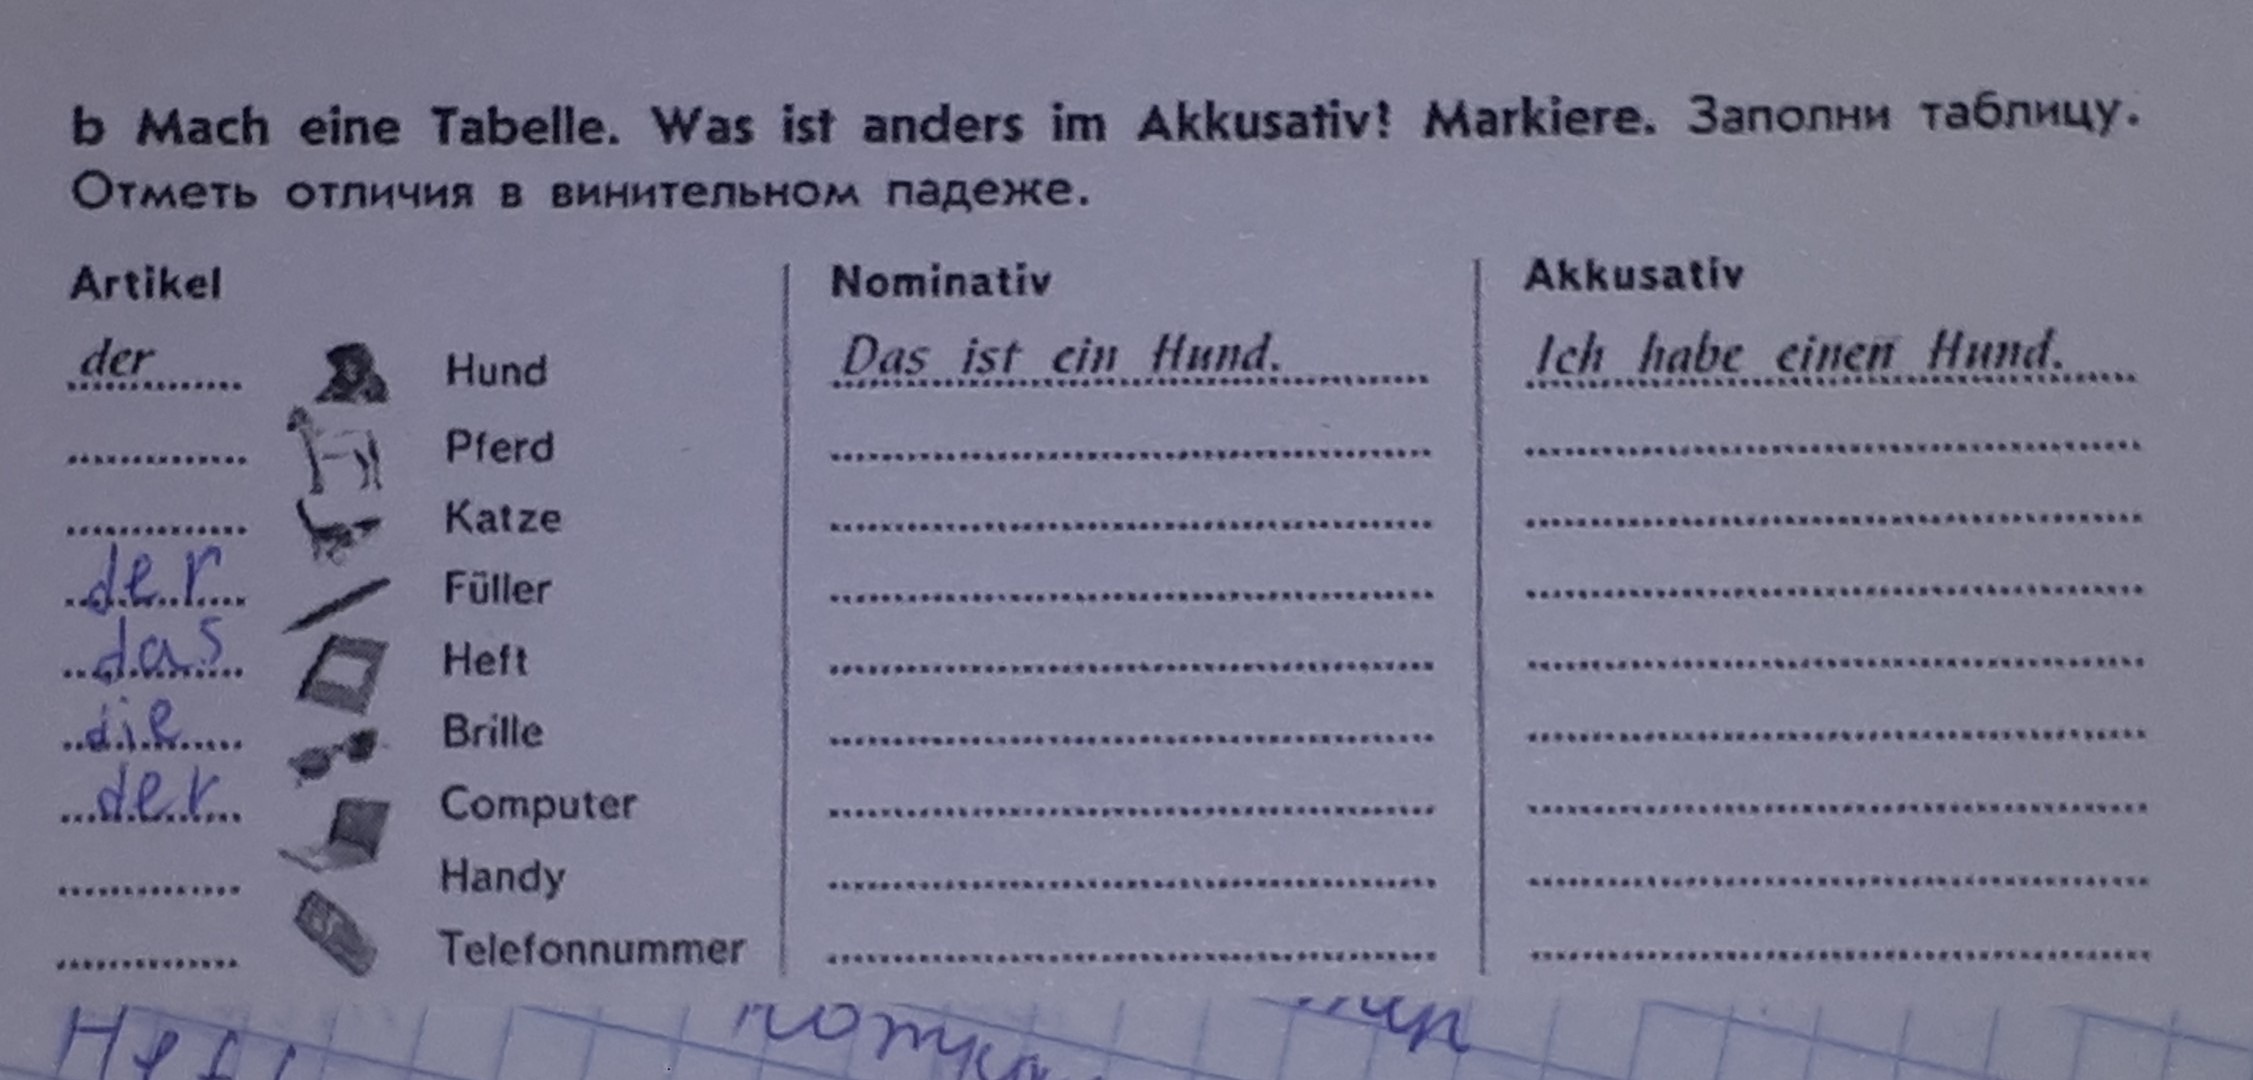 b Mach eine Tabelle. Was ist anders im Akkusativ? Markiere. Заполни таблицу.
Отметь отличия в винительном падеже.
Artikel Nominativ Akkusativ
der Hund Das ist ein Hund. Ich habe einen Hund.
Pferd
Katze
der Füller
das Heft
die Brille
der Computer
Handy
Telefonnummer